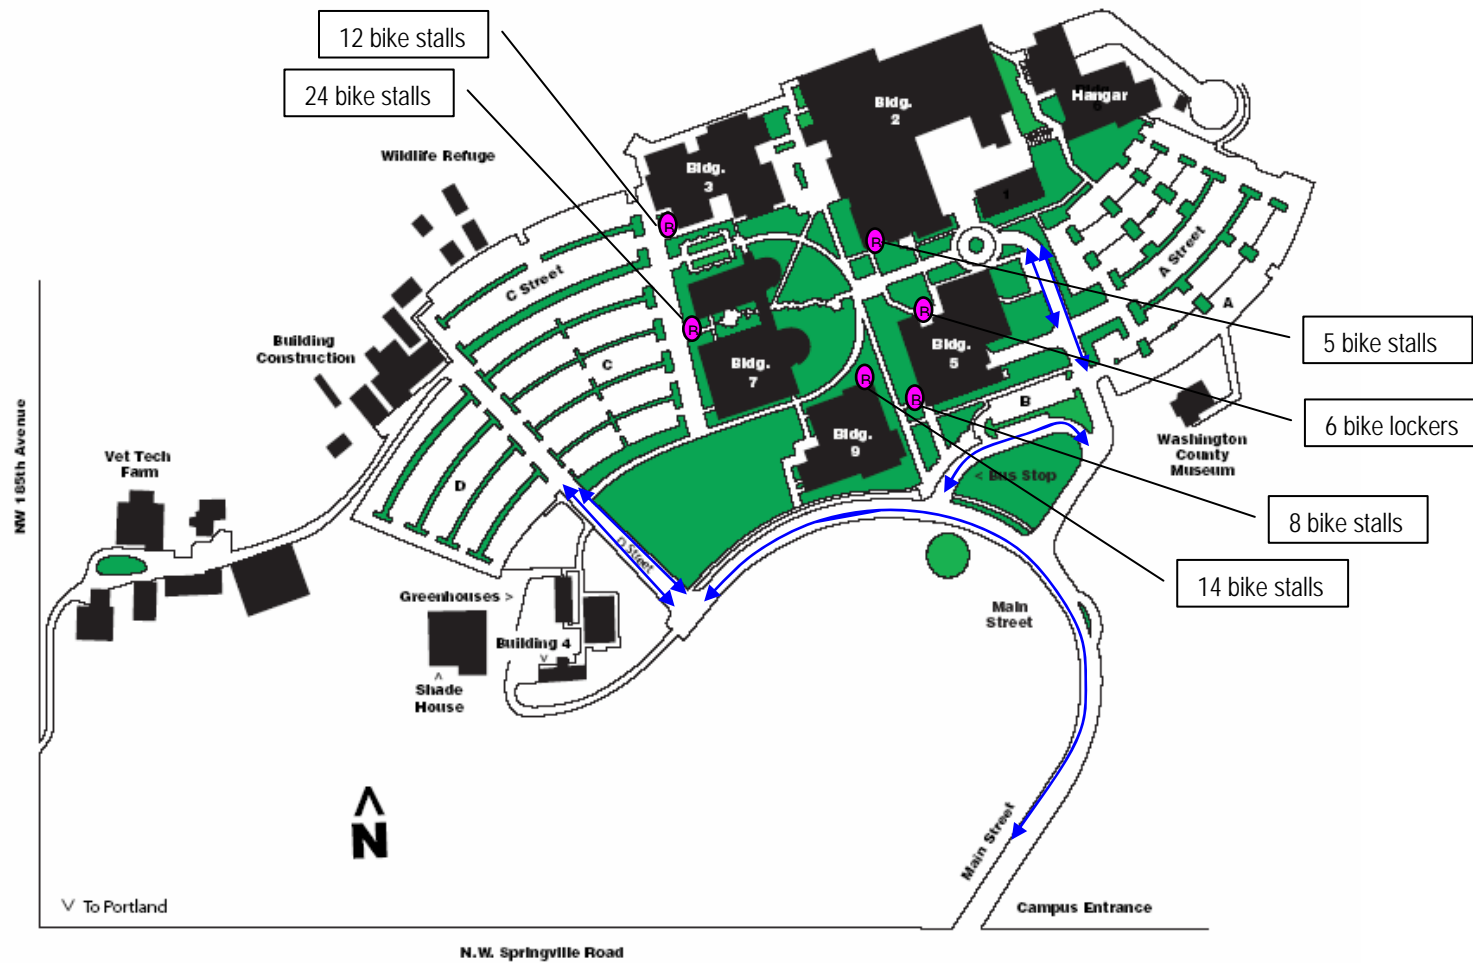 12 bike stalls
24 bike stalls
Wildlife Refuge
Bldg.
2
Hangar
Bldg.
3
1
R
R
C Street
A Street
A
R
R
Building
Construction
C
Bldg.
7
Bldg.
5
5 bike stalls
R
R
B
6 bike lockers
NW 185th Avenue
Vet Tech
Farm
D
Bldg.
9
Washington
County
Museum
< Bus Stop
8 bike stalls
D Street
14 bike stalls
Greenhouses >
Main
Street
Building 4
v
^
Shade
House
N
Main Street
V To Portland
Campus Entrance
N.W. Springville Road